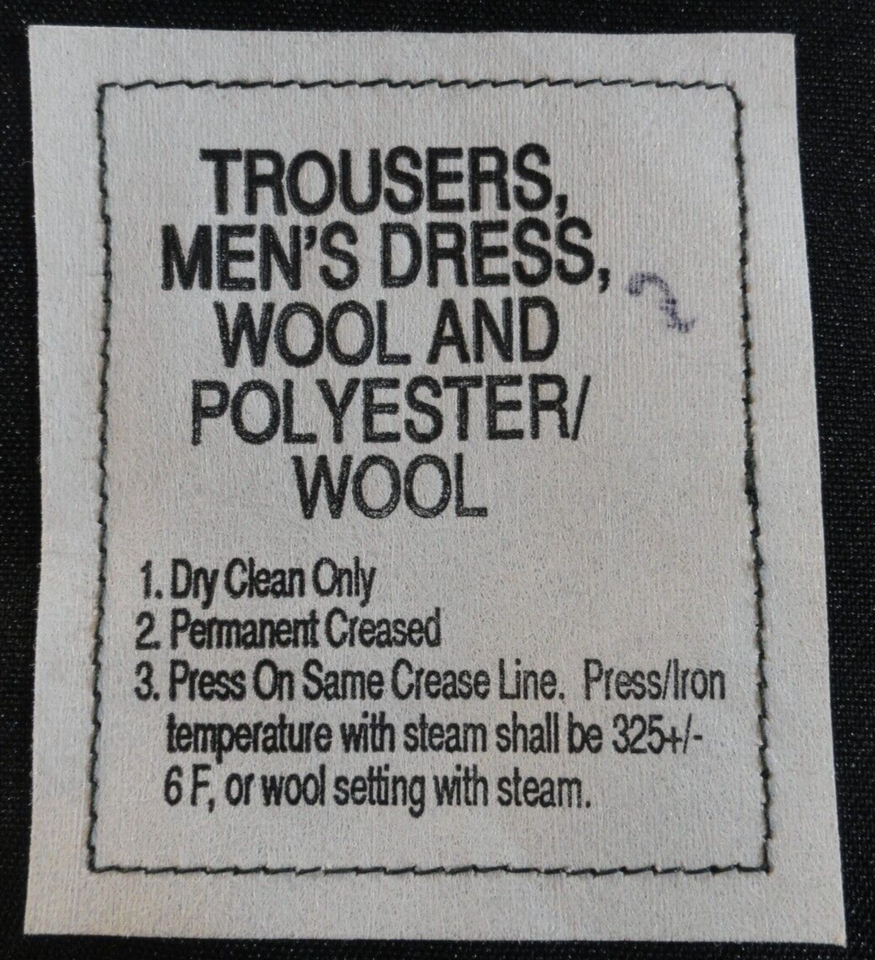 TROUSERS,
MEN'S DRESS,
WOOL AND
POLYESTER/
WOOL
1. Dry Clean Only
2. Permanent Creased
3. Press On Same Crease Line. Press/Iron
temperature with steam shall be 325+/-
6 F, or wool setting with steam.